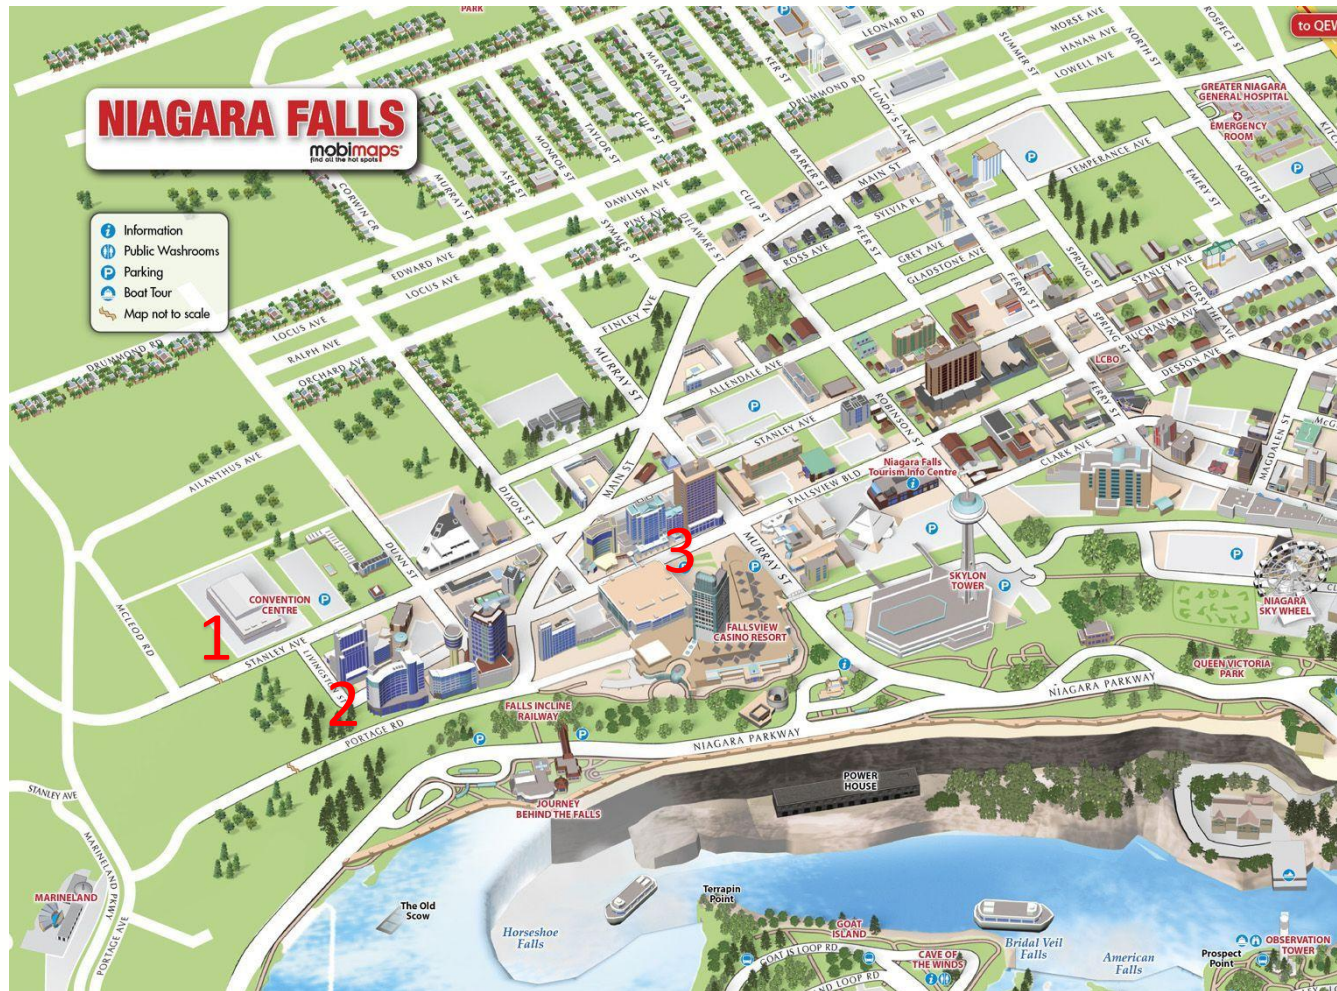 PARK
to QEW
NIAGARA FALLS
mobimaps
find all the hot spots
Information
Public Washrooms
Parking
Boat Tour
Map not to scale
LEONARD RD
MORSE AVE
HANAN AVE
LOWELL AVE
SUMMER ST
NORTH ST
PROSPECT ST
KER ST
DRUMMOND RD
LUNDY'S LANE
GREATER NIAGARA
GENERAL HOSPITAL
EMERGENCY
ROOM
P
MARANDA ST
CULP ST
TAYLOR ST
MONROE ST
ASH ST
MURRAY ST
CORWIN CR
BARKER ST
MAIN ST
TEMPERANCE AVE
EMERY ST
NORTH ST
DAWLISH AVE
PINE AVE
DELAWARE ST
CULP ST
SYLVIA PL
SYMMES ST
PEER ST
ROSS AVE
GREY AVE
GLADSTONE AVE
EDWARD AVE
LOCUS AVE
FERRY ST
SPRING ST
STANLEY AVE
FORSYTHE AVE
LOCUS AVE
RALPH AVE
ORCHARD AVE
DRUMMOND RD
FINLEY AVE
SPRING ST
BUCHANAN AVE
DESSON AVE
LCBO
MURRAY ST
ALLENDALE AVE
P
ROBINSON ST
FERRY ST
STANLEY AVE
MAGDALEN ST
CLARK AVE
AILANTHUS AVE
DIXON ST
MAIN ST
FALLSVIEW BLD
Niagara Falls
Tourism Info Centre
DUNN ST
3
MURRAY ST
P
SKYLON
TOWER
P
NIAGARA
SKY WHEEL
CONVENTION
CENTRE
P
MCLEOD RD
1
STANLEY AVE
LIVINGSTON ST
2
FALLSVIEW
CASINO RESORT
QUEEN VICTORIA
PARK
NIAGARA PARKWAY
PORTAGE RD
FALLS INCLINE
RAILWAY
P
P
NIAGARA PARKWAY
STANLEY AVE
MARINELAND PKWY
PORTAGE AVE
MARINELAND
JOURNEY
BEHIND THE FALLS
POWER
HOUSE
The Old
Scow
Horseshoe
Falls
Terrapin
Point
GOAT
ISLAND
GOAT IS LOOP RD
CAVE OF
THE WINDS
Bridal Veil
Falls
American
Falls
Prospect
Point
OBSERVATION
TOWER